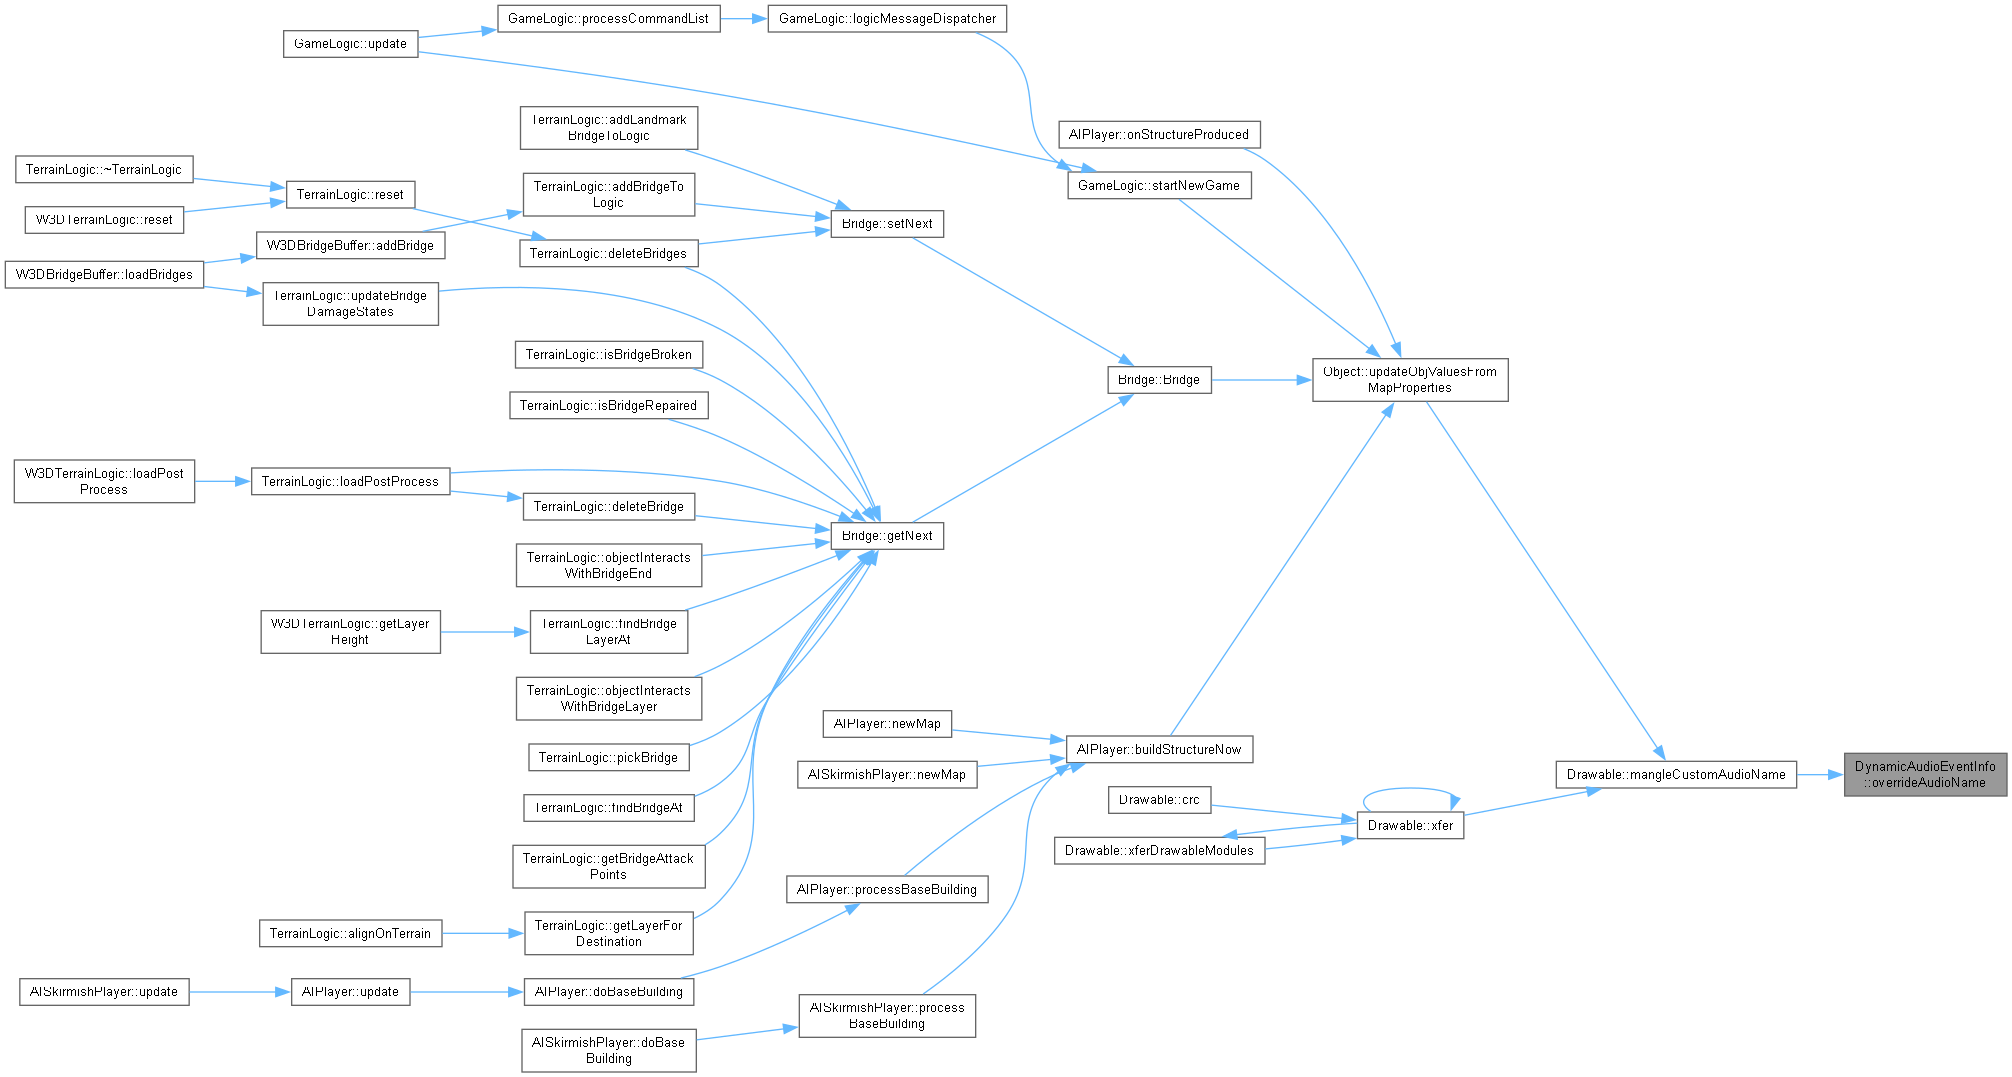 GameLogic::processCommandList
GameLogic::logicMessageDispatcher
GameLogic::update
TerrainLogic::addLandmark
BridgeToLogic
AIPlayer::onStructureProduced
TerrainLogic::~TerrainLogic
TerrainLogic::reset
TerrainLogic::addBridgeTo
Logic
GameLogic::startNewGame
W3DTerrainLogic::reset
Bridge::setNext
W3DBridgeBuffer::addBridge
TerrainLogic::deleteBridges
W3DBridgeBuffer::loadBridges
TerrainLogic::updateBridge
DamageStates
TerrainLogic::isBridgeBroken
Bridge::Bridge
Object::updateObjValuesFrom
MapProperties
TerrainLogic::isBridgeRepaired
W3DTerrainLogic::loadPost
Process
TerrainLogic::loadPostProcess
TerrainLogic::deleteBridge
Bridge::getNext
TerrainLogic::objectInteracts
WithBridgeEnd
W3DTerrainLogic::getLayer
Height
TerrainLogic::findBridge
LayerAt
TerrainLogic::objectInteracts
WithBridgeLayer
AIPlayer::newMap
TerrainLogic::pickBridge
AIPlayer::buildStructureNow
AISkirmishPlayer::newMap
Drawable::mangleCustomAudioName
DynamicAudioEventInfo
::overrideAudioName
TerrainLogic::findBridgeAt
Drawable::crc
Drawable::xfer
Drawable::xferDrawableModules
TerrainLogic::getBridgeAttack
Points
AIPlayer::processBaseBuilding
TerrainLogic::alignOnTerrain
TerrainLogic::getLayerFor
Destination
AISkirmishPlayer::update
AIPlayer::update
AIPlayer::doBaseBuilding
AISkirmishPlayer::process
BaseBuilding
AISkirmishPlayer::doBase
Building